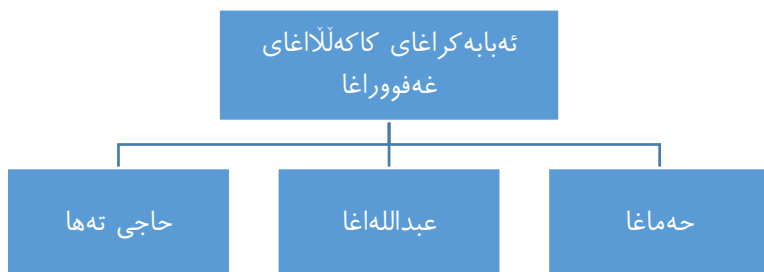 ئەبابەکراغای کاکەڵڵاغای
غەفووراغا
حەماغا
عبداللەاغا
حاجی تەها